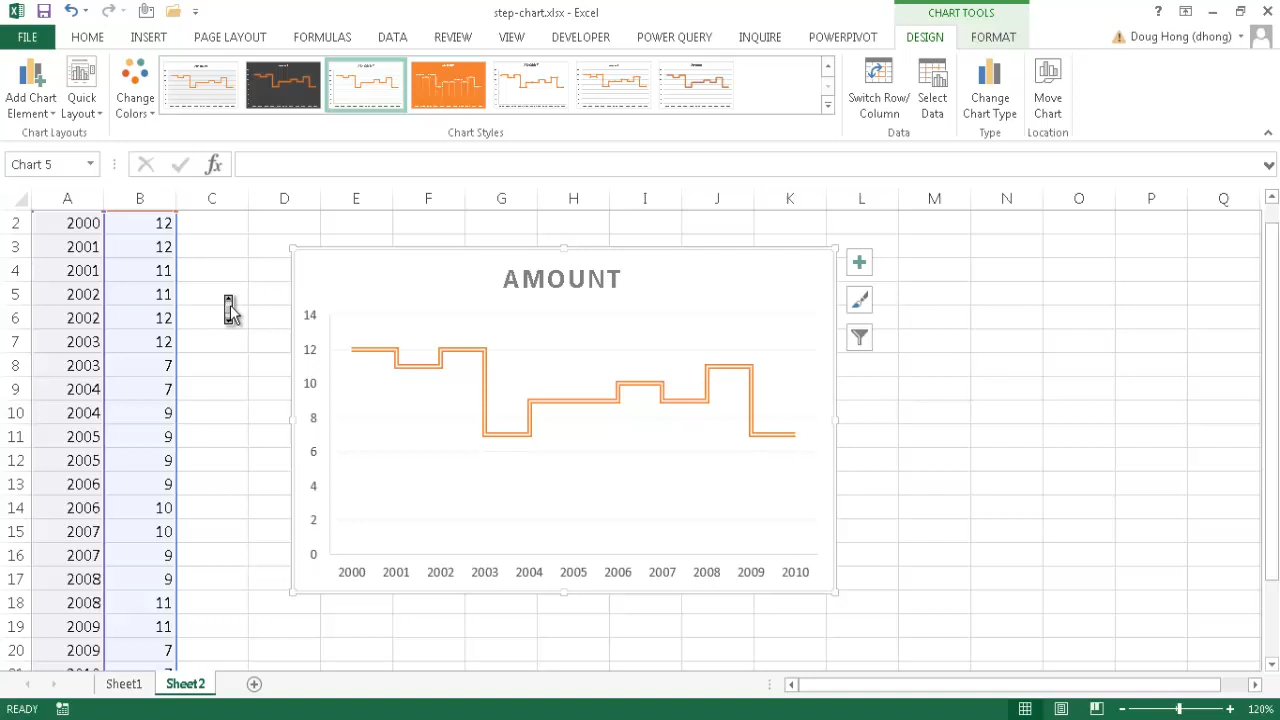 step-chart.xlsx - Excel
CHART TOOLS
?
FILE
HOME
INSERT
PAGE LAYOUT
FORMULAS
DATA
REVIEW
VIEW
DEVELOPER
POWER QUERY
INQUIRE
POWERPIVOT
DESIGN
FORMAT
Doug Hong (dhong)
Add Chart Element
Quick Layout
Change Colors
Switch Row/ Column
Select Data
Change Chart Type
Move Chart
Chart Layouts
Chart Styles
Data
Type
Location
Chart 5
fx
A B C D E F G H I J K L M N O P Q
2 2000 12
3 2001 12
4 2001 11
5 2002 11
6 2002 12
7 2003 12
8 2003 7
9 2004 7
10 2004 9
11 2005 9
12 2005 9
13 2006 9
14 2006 10
15 2007 10
16 2007 9
17 2008 9
18 2008 11
19 2009 11
20 2009 7
AMOUNT
14
12
10
8
6
4
2
0
2000 2001 2002 2003 2004 2005 2006 2007 2008 2009 2010
Sheet1
Sheet2
READY
120%